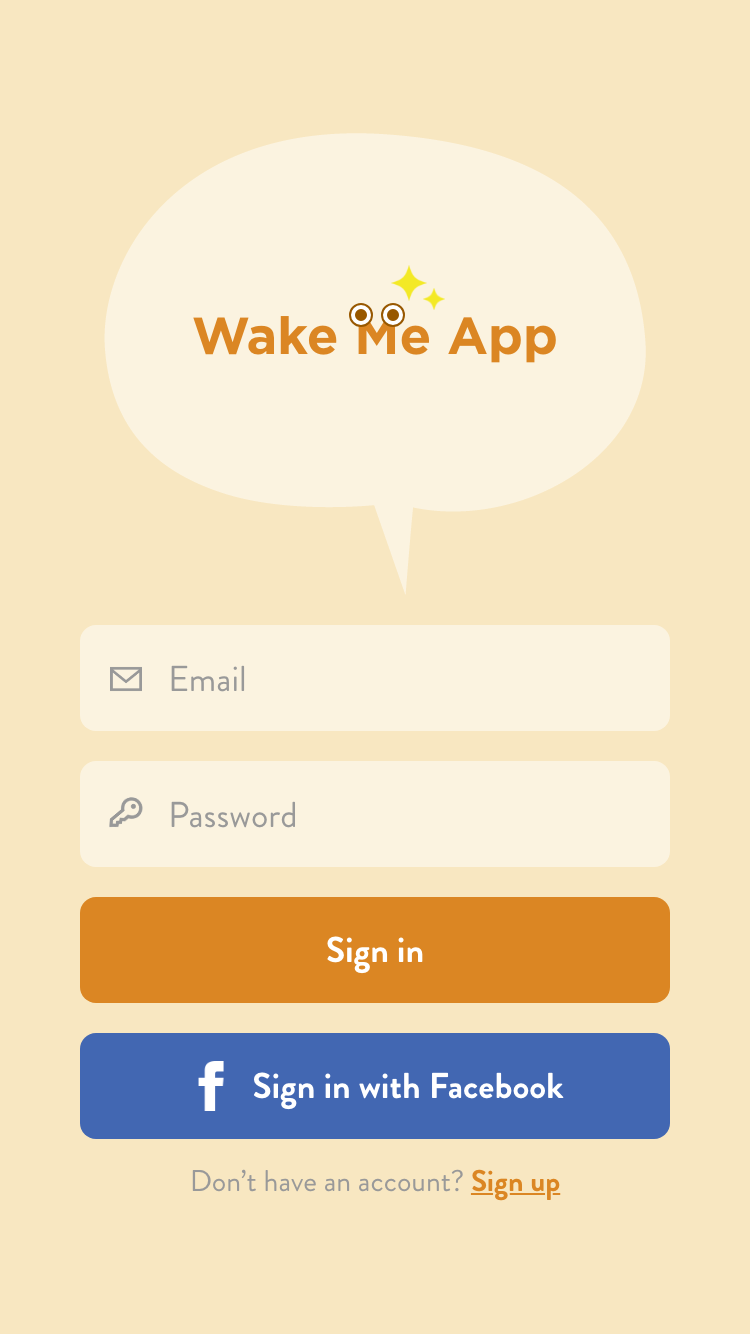 Wake Me App
Email
Password
Sign in
Sign in with Facebook
Don’t have an account? Sign up